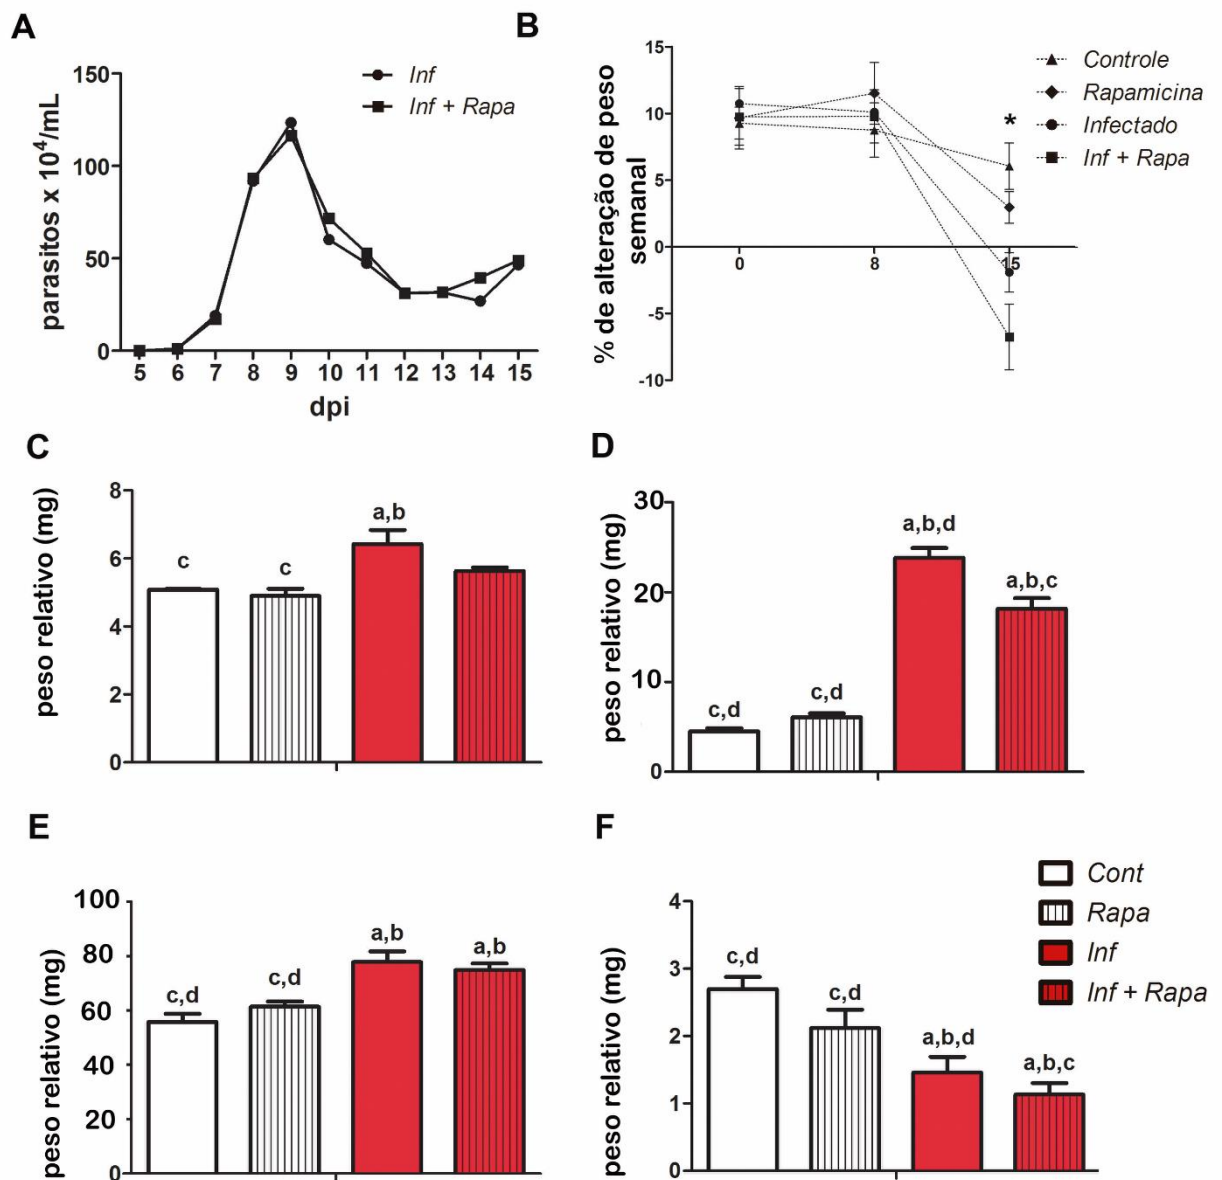 A
parasitos x 10⁴/mL
150
100
50
0
5 6 7 8 9 10 11 12 13 14 15
dpi
Inf
Inf + Rapa
B
% de alteração de peso
semanal
15
10
5
0
-5
-10
0 8 15
*
Controle
Rapamicina
Infectado
Inf + Rapa
C
peso relativo (mg)
8
6
4
2
0
c c a,b
D
peso relativo (mg)
30
20
10
0
c,d c,d a,b,d a,b,c
E
peso relativo (mg)
100
80
60
40
20
0
c,d c,d a,b a,b
F
peso relativo (mg)
4
3
2
1
0
c,d c,d a,b,d a,b,c
Cont
Rapa
Inf
Inf + Rapa